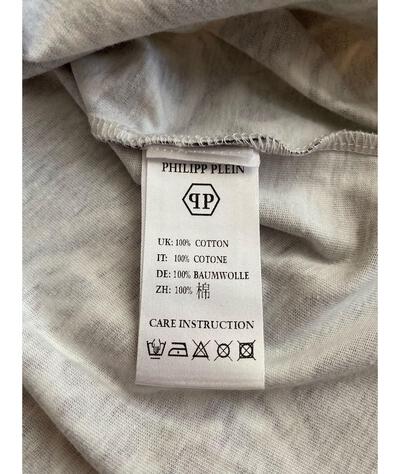 PHILIPP PLEIN
PP
UK: 100% COTTON
IT: 100% COTONE
DE: 100% BAUMWOLLE
ZH: 100% 棉
CARE INSTRUCTION